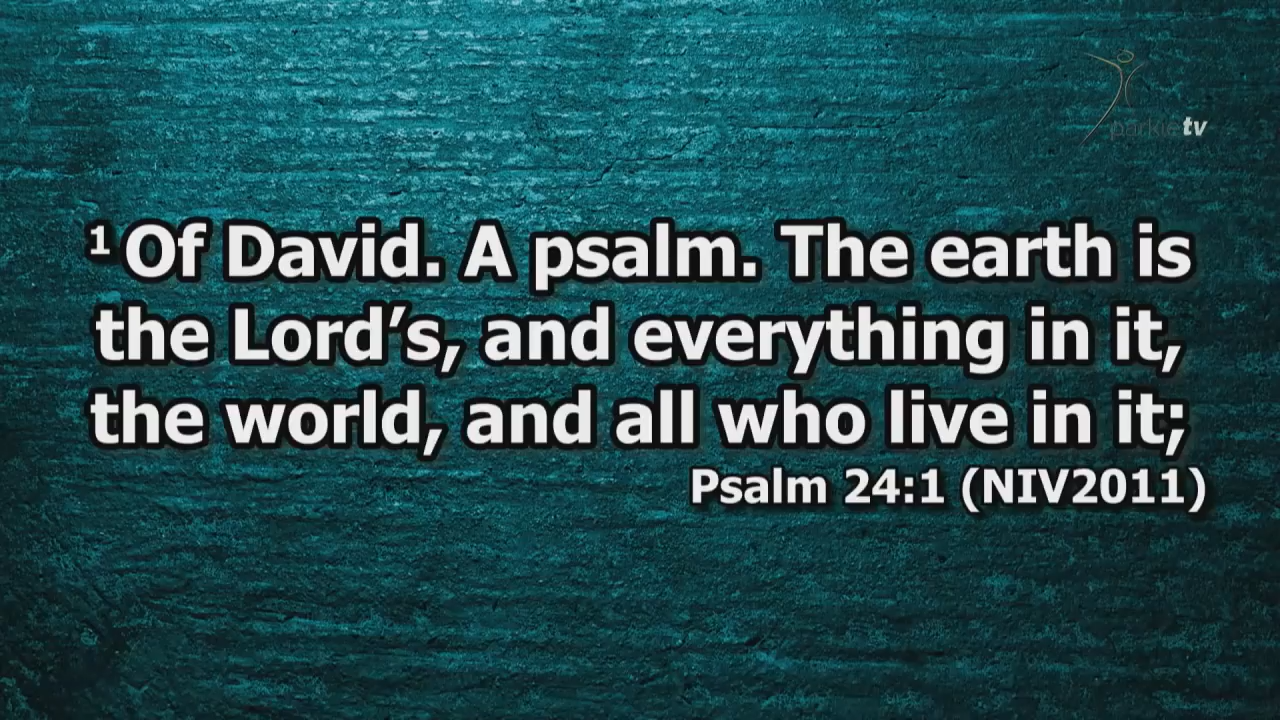 parkletv
¹ Of David. A psalm. The earth is
the Lord’s, and everything in it,
the world, and all who live in it;
Psalm 24:1 (NIV2011)